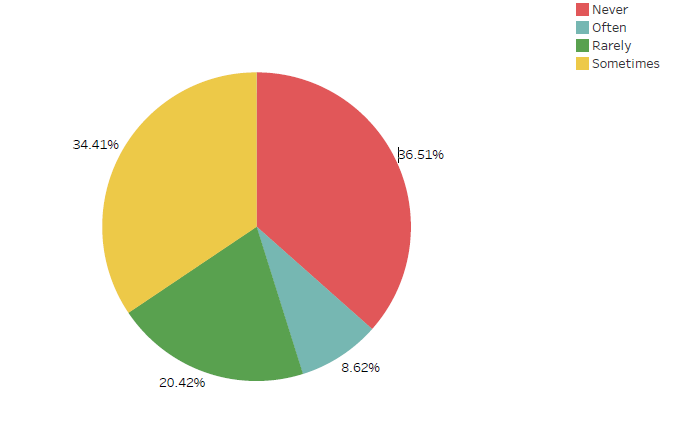 Never
Often
Rarely
Sometimes
34.41%
36.51%
8.62%
20.42%